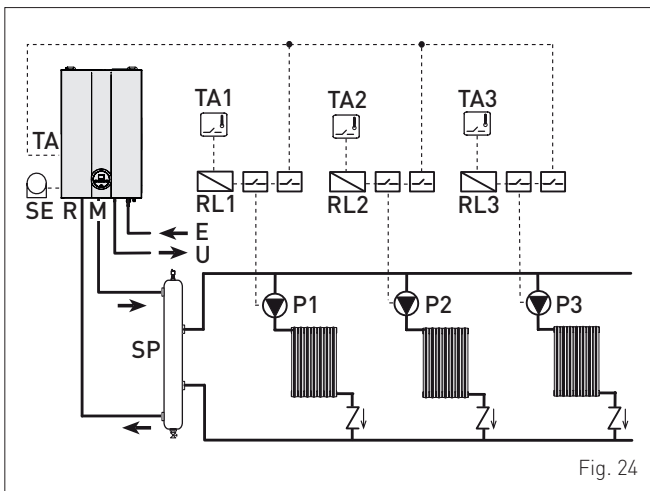 TA1 TA2 TA3
TA
RL1 RL2 RL3
SE R M
E
U
P1 P2 P3
SP
Fig. 24